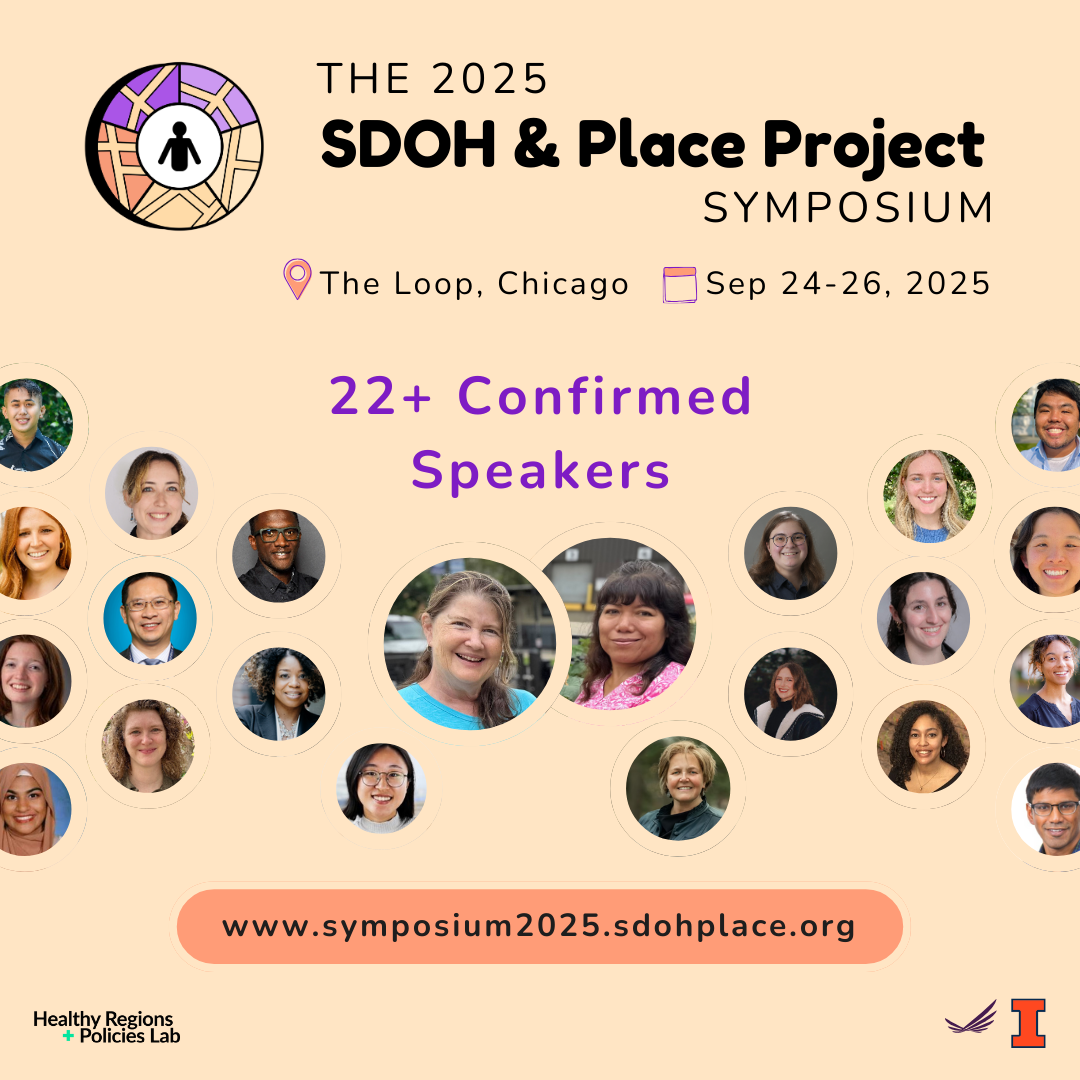 THE 2025
SDOH & Place Project
SYMPOSIUM
The Loop, Chicago
Sep 24-26, 2025
22+ Confirmed
Speakers
www.symposium2025.sdohplace.org
Healthy Regions
+ Policies Lab
I